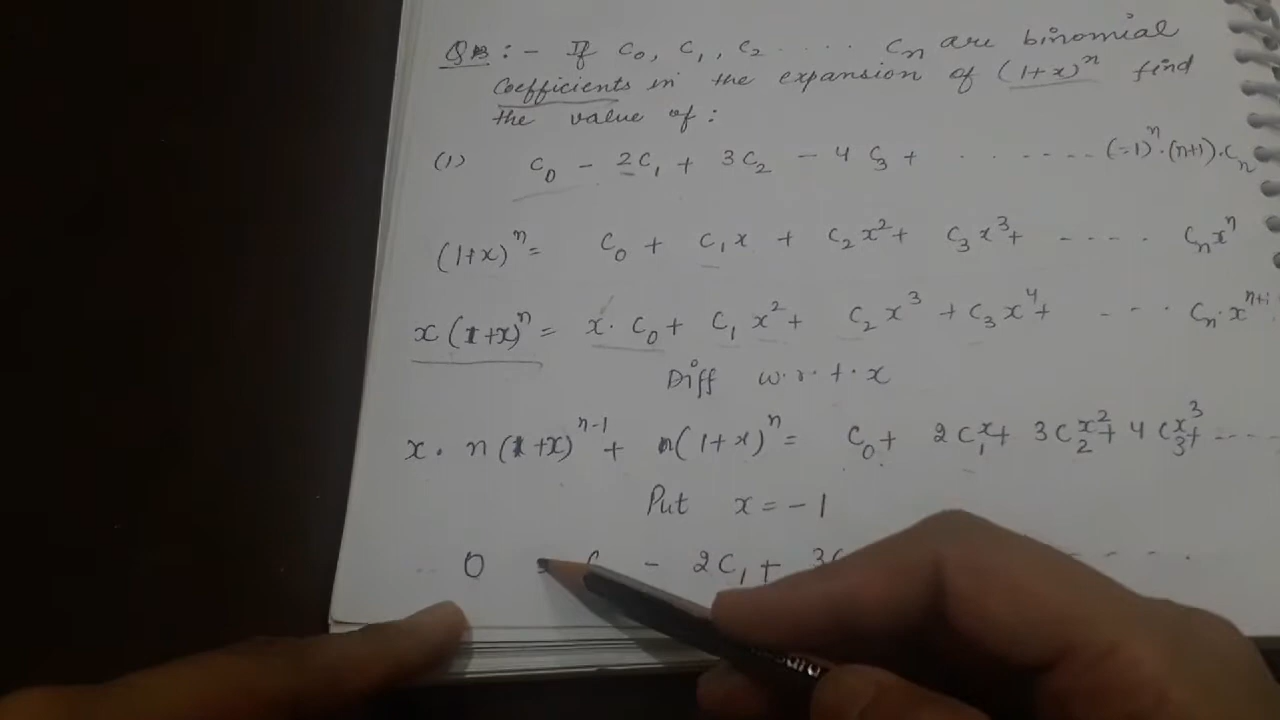 Q13 :- If C₀, C₁, C₂ ..... Cₙ are binomial
coefficients in the expansion of (1+x)ⁿ find
the value of :
(1) C₀ - 2C₁ + 3C₂ - 4C₃ + ........ (-1)ⁿ.(n+1).Cₙ
(1+x)ⁿ = C₀ + C₁x + C₂x² + C₃x³ + ..... Cₙxⁿ
x(1+x)ⁿ = x. C₀ + C₁x² + C₂x³ + C₃x⁴ + .... Cₙ.xⁿ⁺¹
Diff w.r.t.x
x. n(1+x)ⁿ⁻¹ + (1+x)ⁿ = C₀ + 2C₁x + 3C₂x² + 4C₃x³ + ....
Put x = -1
0 = - 2C₁ + ....